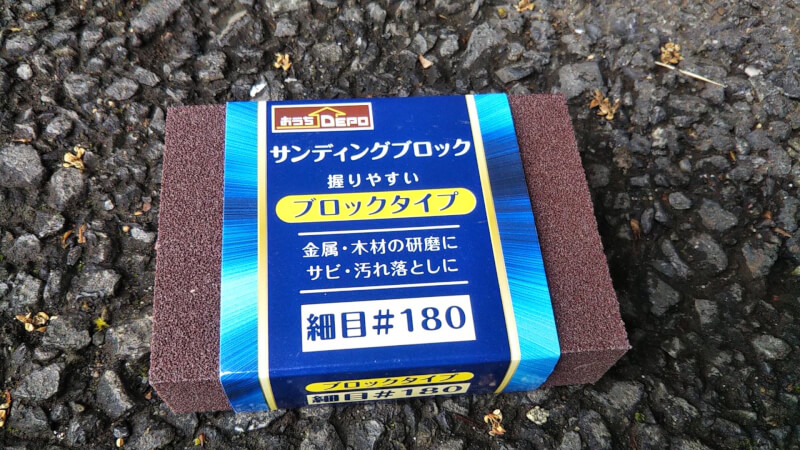 おうちDEPO
サンディングブロック
握りやすい
ブロックタイプ
金属・木材の研磨に
サビ・汚れ落としに
細目#180
ブロックタイプ
細目#180